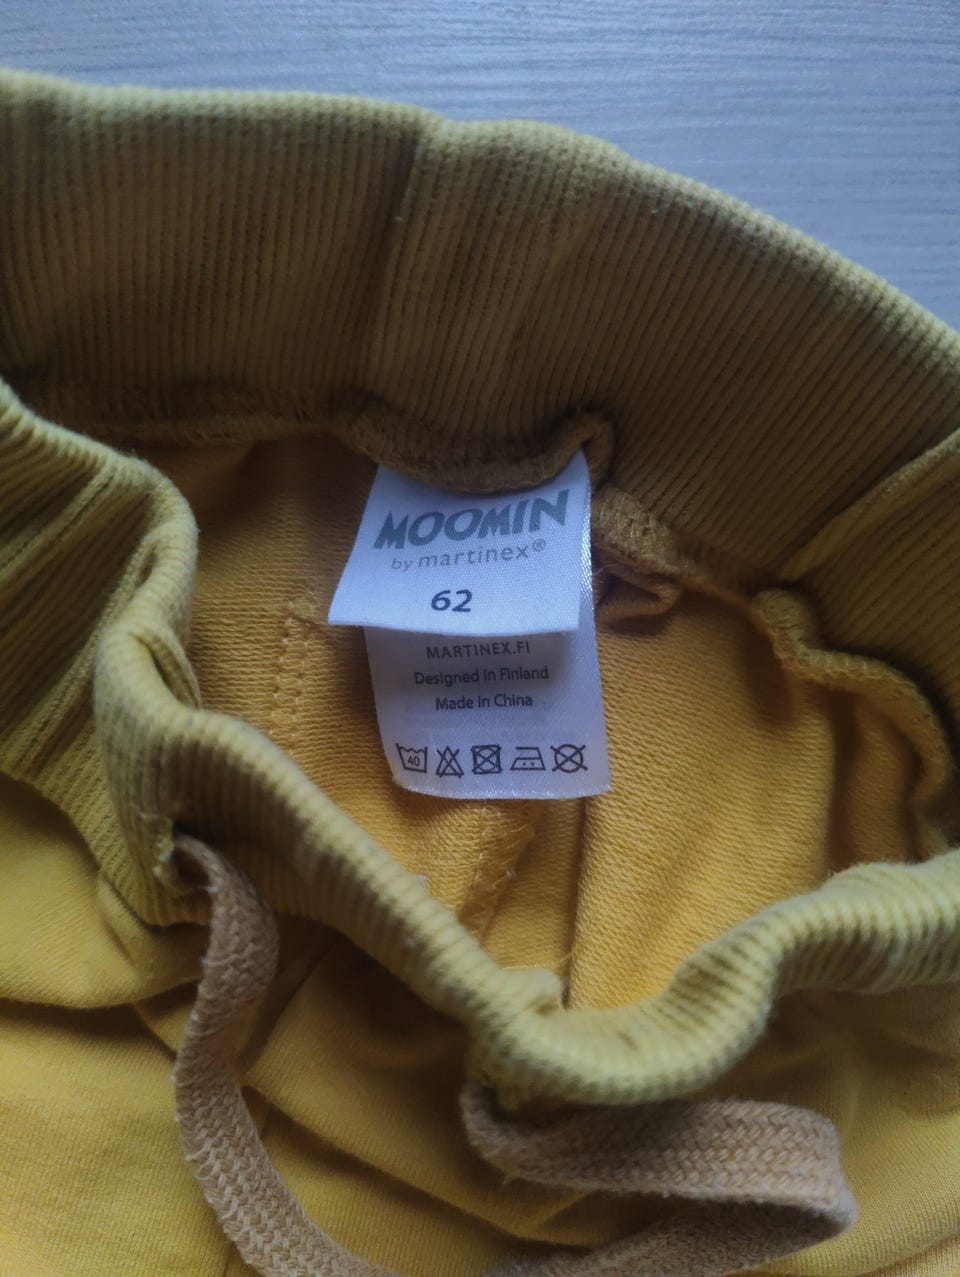 MOOMIN
by martinex®
62
MARTINEX.FI
Designed in Finland
Made in China
40